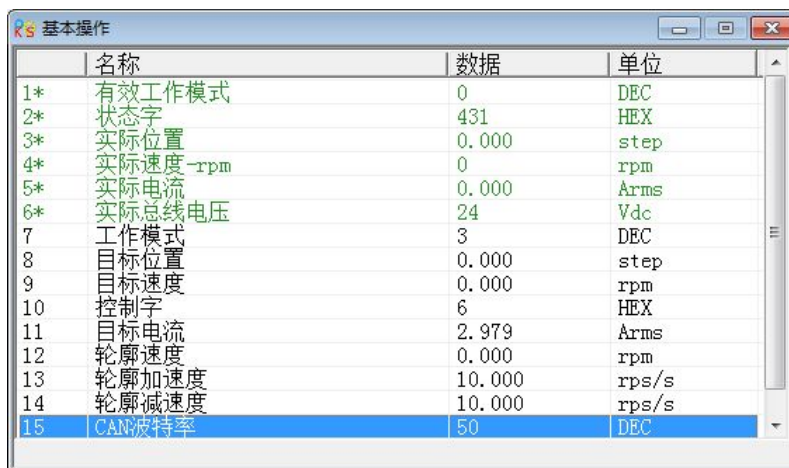 基本操作
名称 数据 单位
1* 有效工作模式 0 DEC
2* 状态字 431 HEX
3* 实际位置 0.000 step
4* 实际速度-rpm 0 rpm
5* 实际电流 0.000 Arms
6* 实际总线电压 24 Vdc
7 工作模式 3 DEC
8 目标位置 0.000 step
9 目标速度 0.000 rpm
10 控制字 6 HEX
11 目标电流 2.979 Arms
12 轮廓速度 0.000 rpm
13 轮廓加速度 10.000 rps/s
14 轮廓减速度 10.000 rps/s
15 CAN波特率 50 DEC